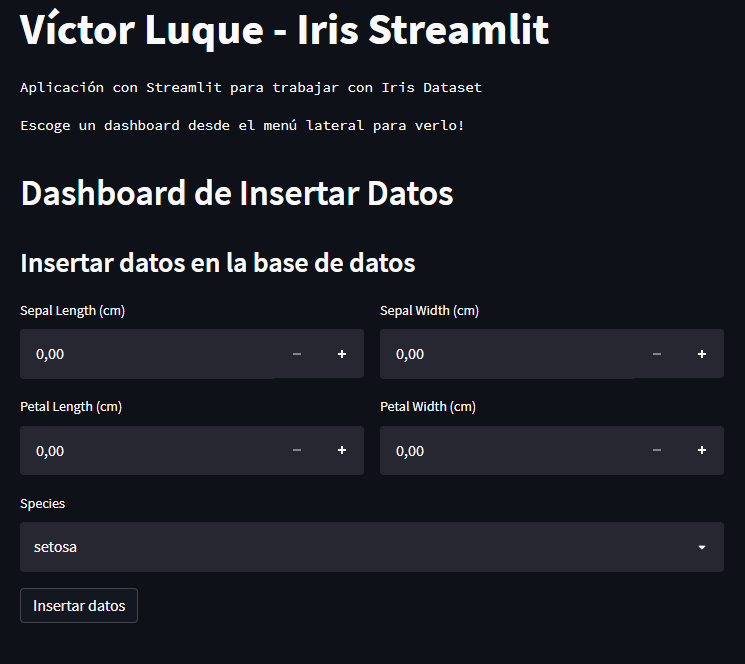 Víctor Luque - Iris Streamlit
Aplicación con Streamlit para trabajar con Iris Dataset
Escoge un dashboard desde el menú lateral para verlo!
Dashboard de Insertar Datos
Insertar datos en la base de datos
Sepal Length (cm)
Sepal Width (cm)
0,00
0,00
Petal Length (cm)
Petal Width (cm)
0,00
0,00
Species
setosa
Insertar datos